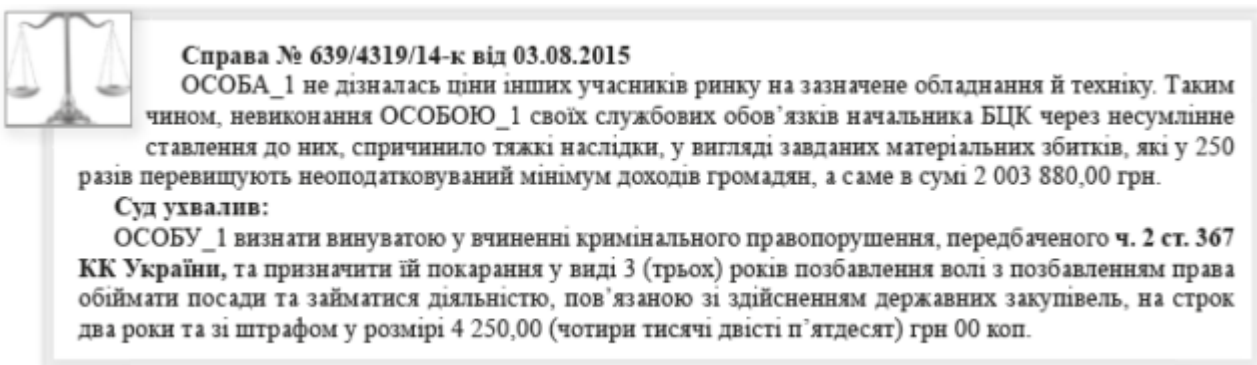 Справа № 639/4319/14-к від 03.08.2015
ОСОБА_1 не дізналась ціни інших учасників ринку на зазначене обладнання й техніку. Таким
чином, невиконання ОСОБОЮ_1 своїх службових обов’язків начальника БЦК через несумлінне
ставлення до них, спричинило тяжкі наслідки, у вигляді завданих матеріальних збитків, які у 250
разів перевищують неоподатковуваний мінімум доходів громадян, а саме в сумі 2 003 880,00 грн.
Суд ухвалив:
ОСОБУ_1 визнати винуватою у вчиненні кримінального правопорушення, передбаченого ч. 2 ст. 367
КК України, та призначити їй покарання у виді 3 (трьох) років позбавлення волі з позбавленням права
обіймати посади та займатися діяльністю, пов’язаною зі здійсненням державних закупівель, на строк
два роки та зі штрафом у розмірі 4 250,00 (чотири тисячі двісті п’ятдесят) грн 00 коп.